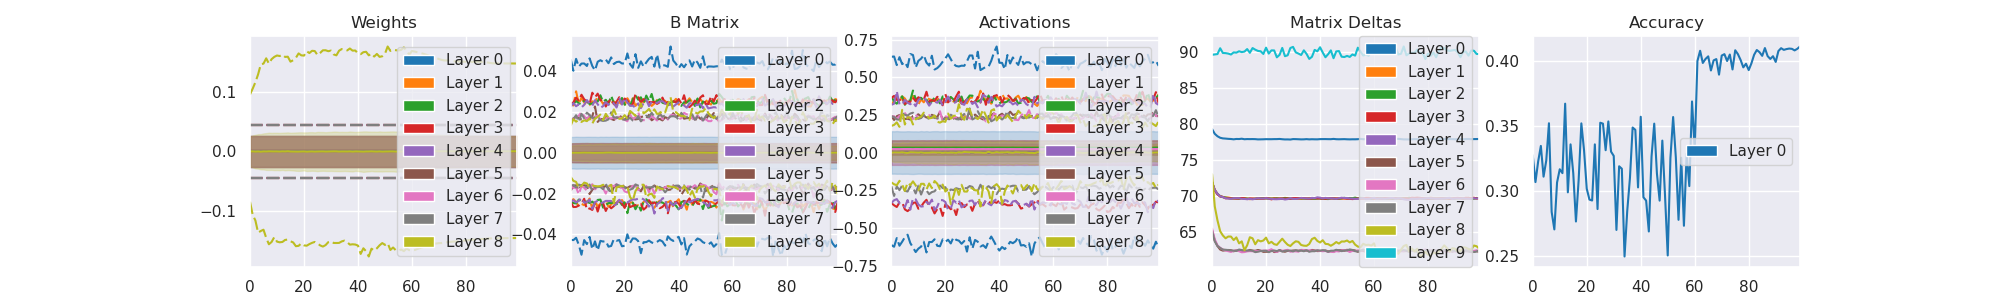 Weights
0.1
0.0
−0.1
0
20
40
60
80
Layer 0
Layer 1
Layer 2
Layer 3
Layer 4
Layer 5
Layer 6
Layer 7
Layer 8
B Matrix
0.04
0.02
0.00
−0.02
−0.04
0
20
40
60
80
Layer 0
Layer 1
Layer 2
Layer 3
Layer 4
Layer 5
Layer 6
Layer 7
Layer 8
Activations
0.75
0.50
0.25
0.00
−0.25
−0.50
−0.75
0
20
40
60
80
Layer 0
Layer 1
Layer 2
Layer 3
Layer 4
Layer 5
Layer 6
Layer 7
Layer 8
Matrix Deltas
90
85
80
75
70
65
0
20
40
60
80
Layer 0
Layer 1
Layer 2
Layer 3
Layer 4
Layer 5
Layer 6
Layer 7
Layer 8
Layer 9
Accuracy
0.40
0.35
0.30
0.25
0
20
40
60
80
Layer 0